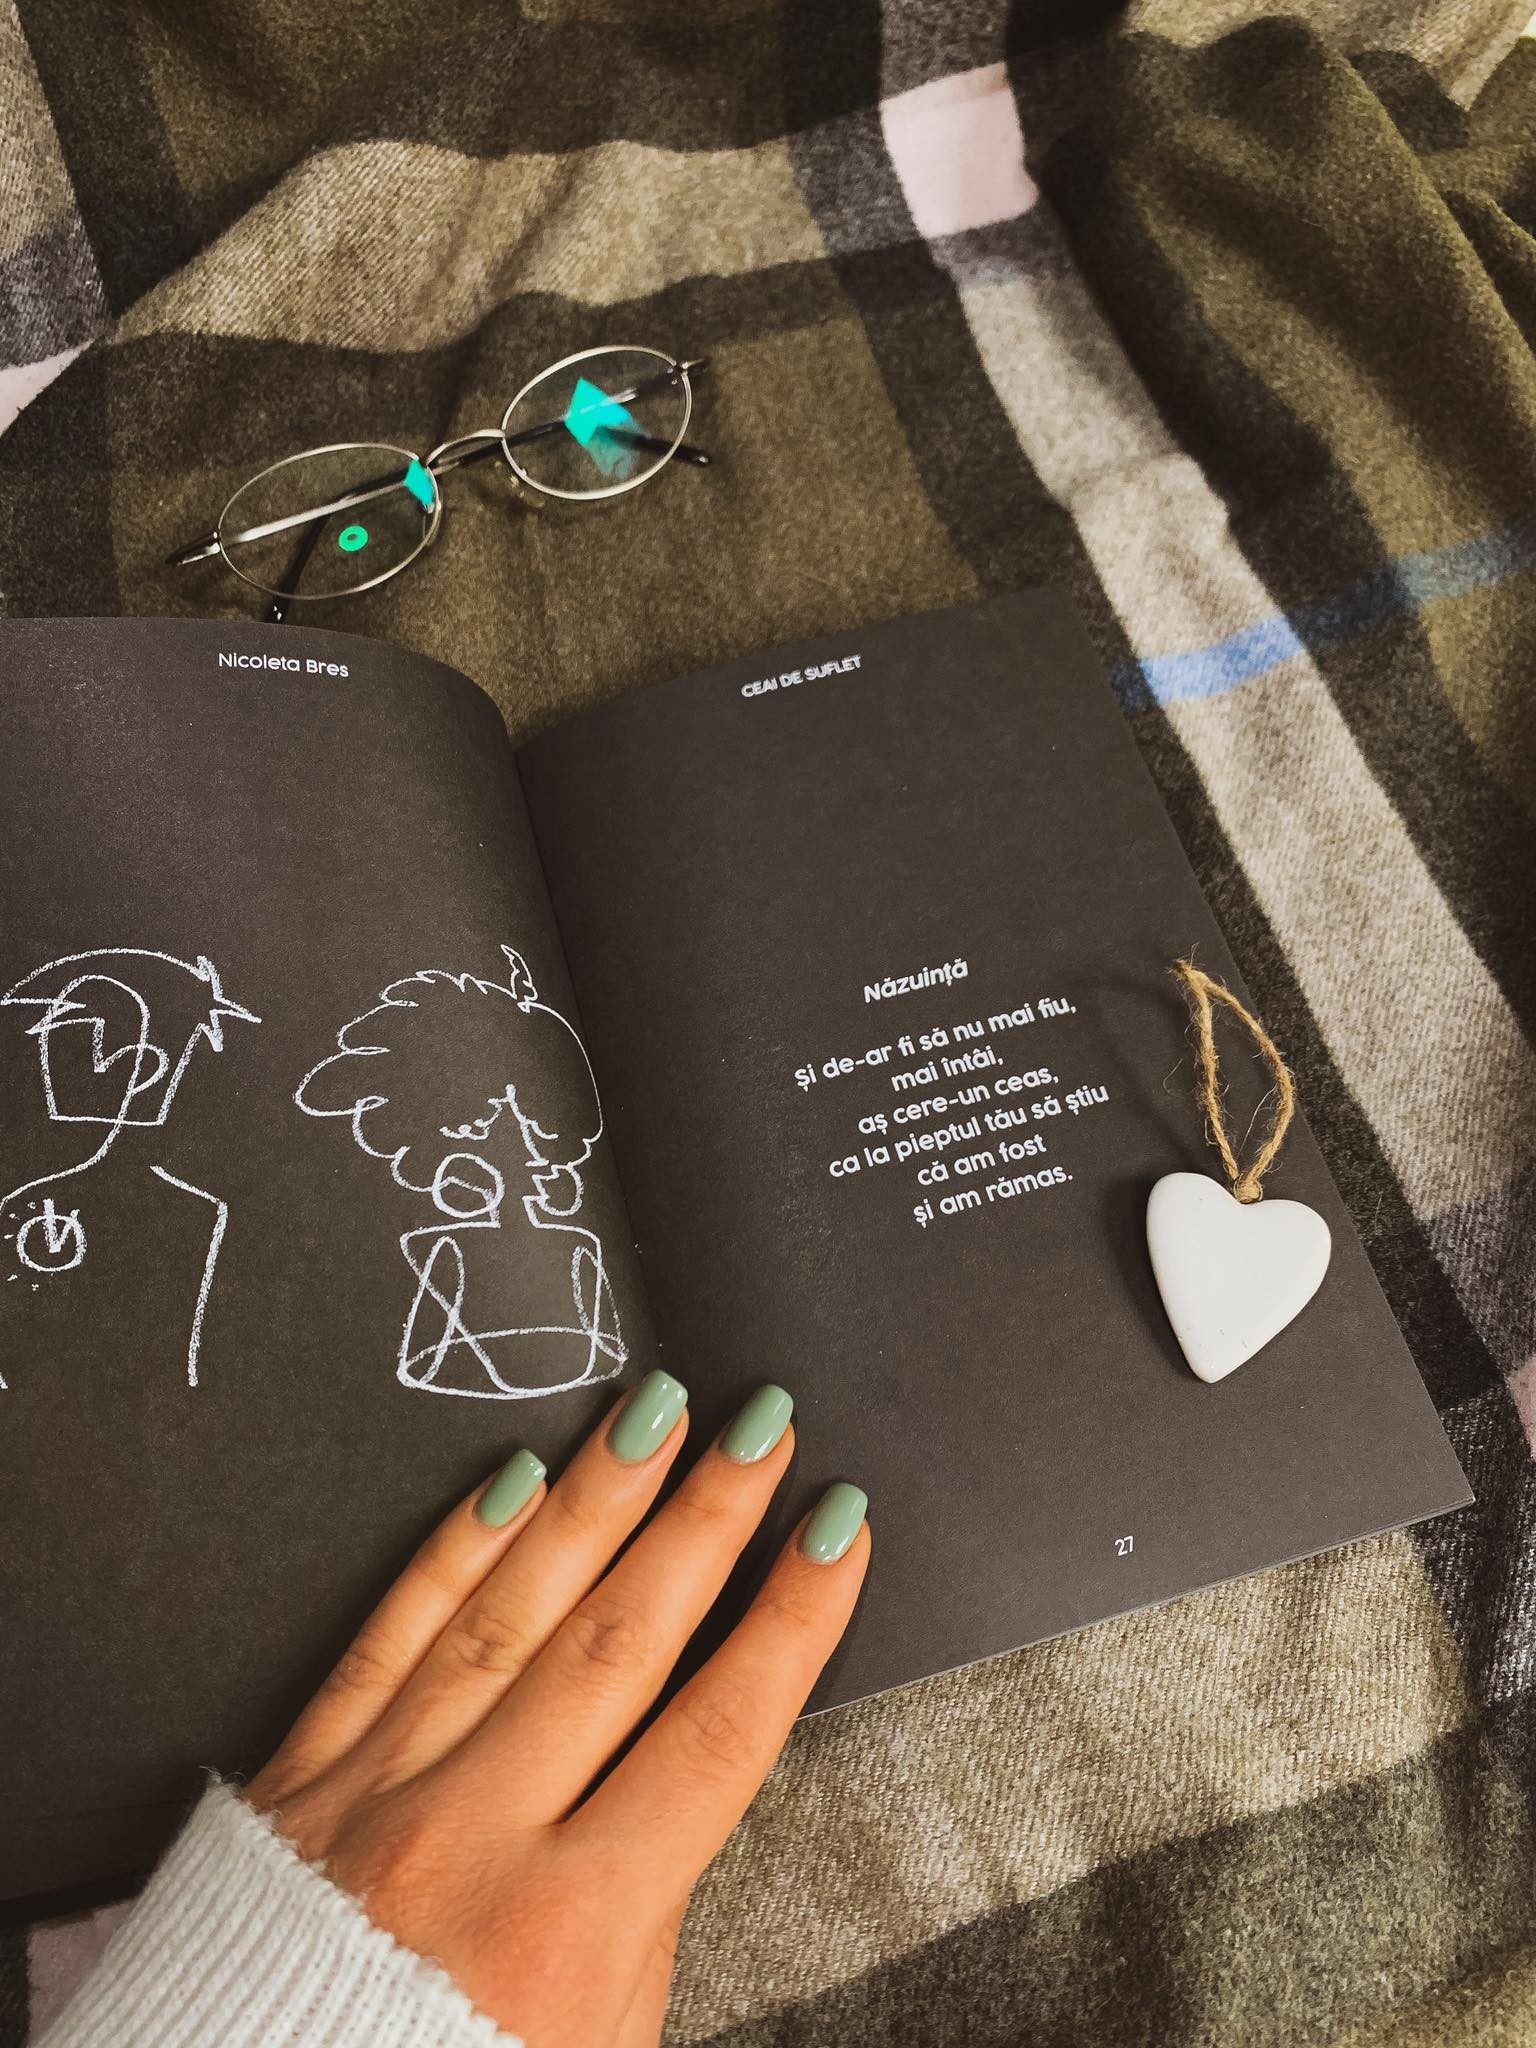 Nicoleta Bres
CEAI DE SUFLET
Năzuință
și de-ar fi să nu mai fiu,
mai întâi,
aș cere-un ceas,
ca la pieptul tău să știu
că am fost
și am rămas.
27